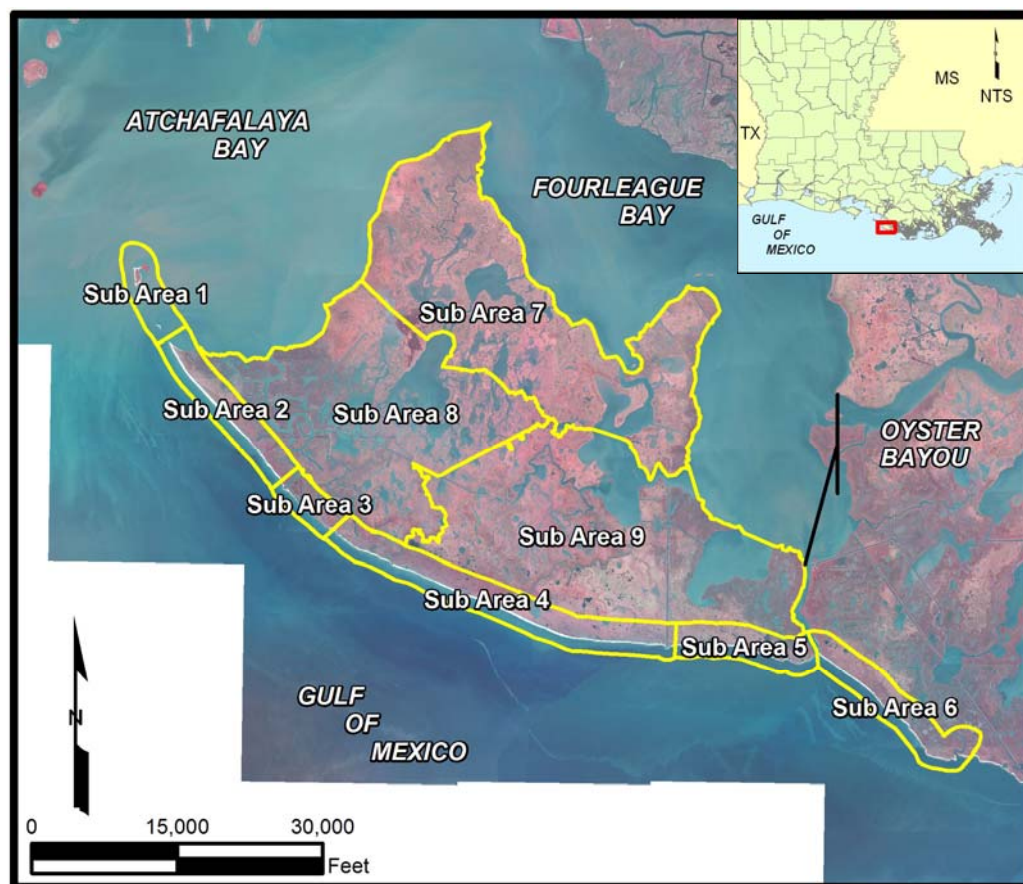 ATCHAFALAYA
BAY
FOURLEAGUE
BAY
TX
MS
NTS
GULF
OF
MEXICO
Sub Area 1
Sub Area 7
Sub Area 2
Sub Area 8
OYSTER
BAYOU
Sub Area 3
Sub Area 9
Sub Area 4
Sub Area 5
Sub Area 6
GULF
OF
MEXICO
N
0 15,000 30,000
Feet